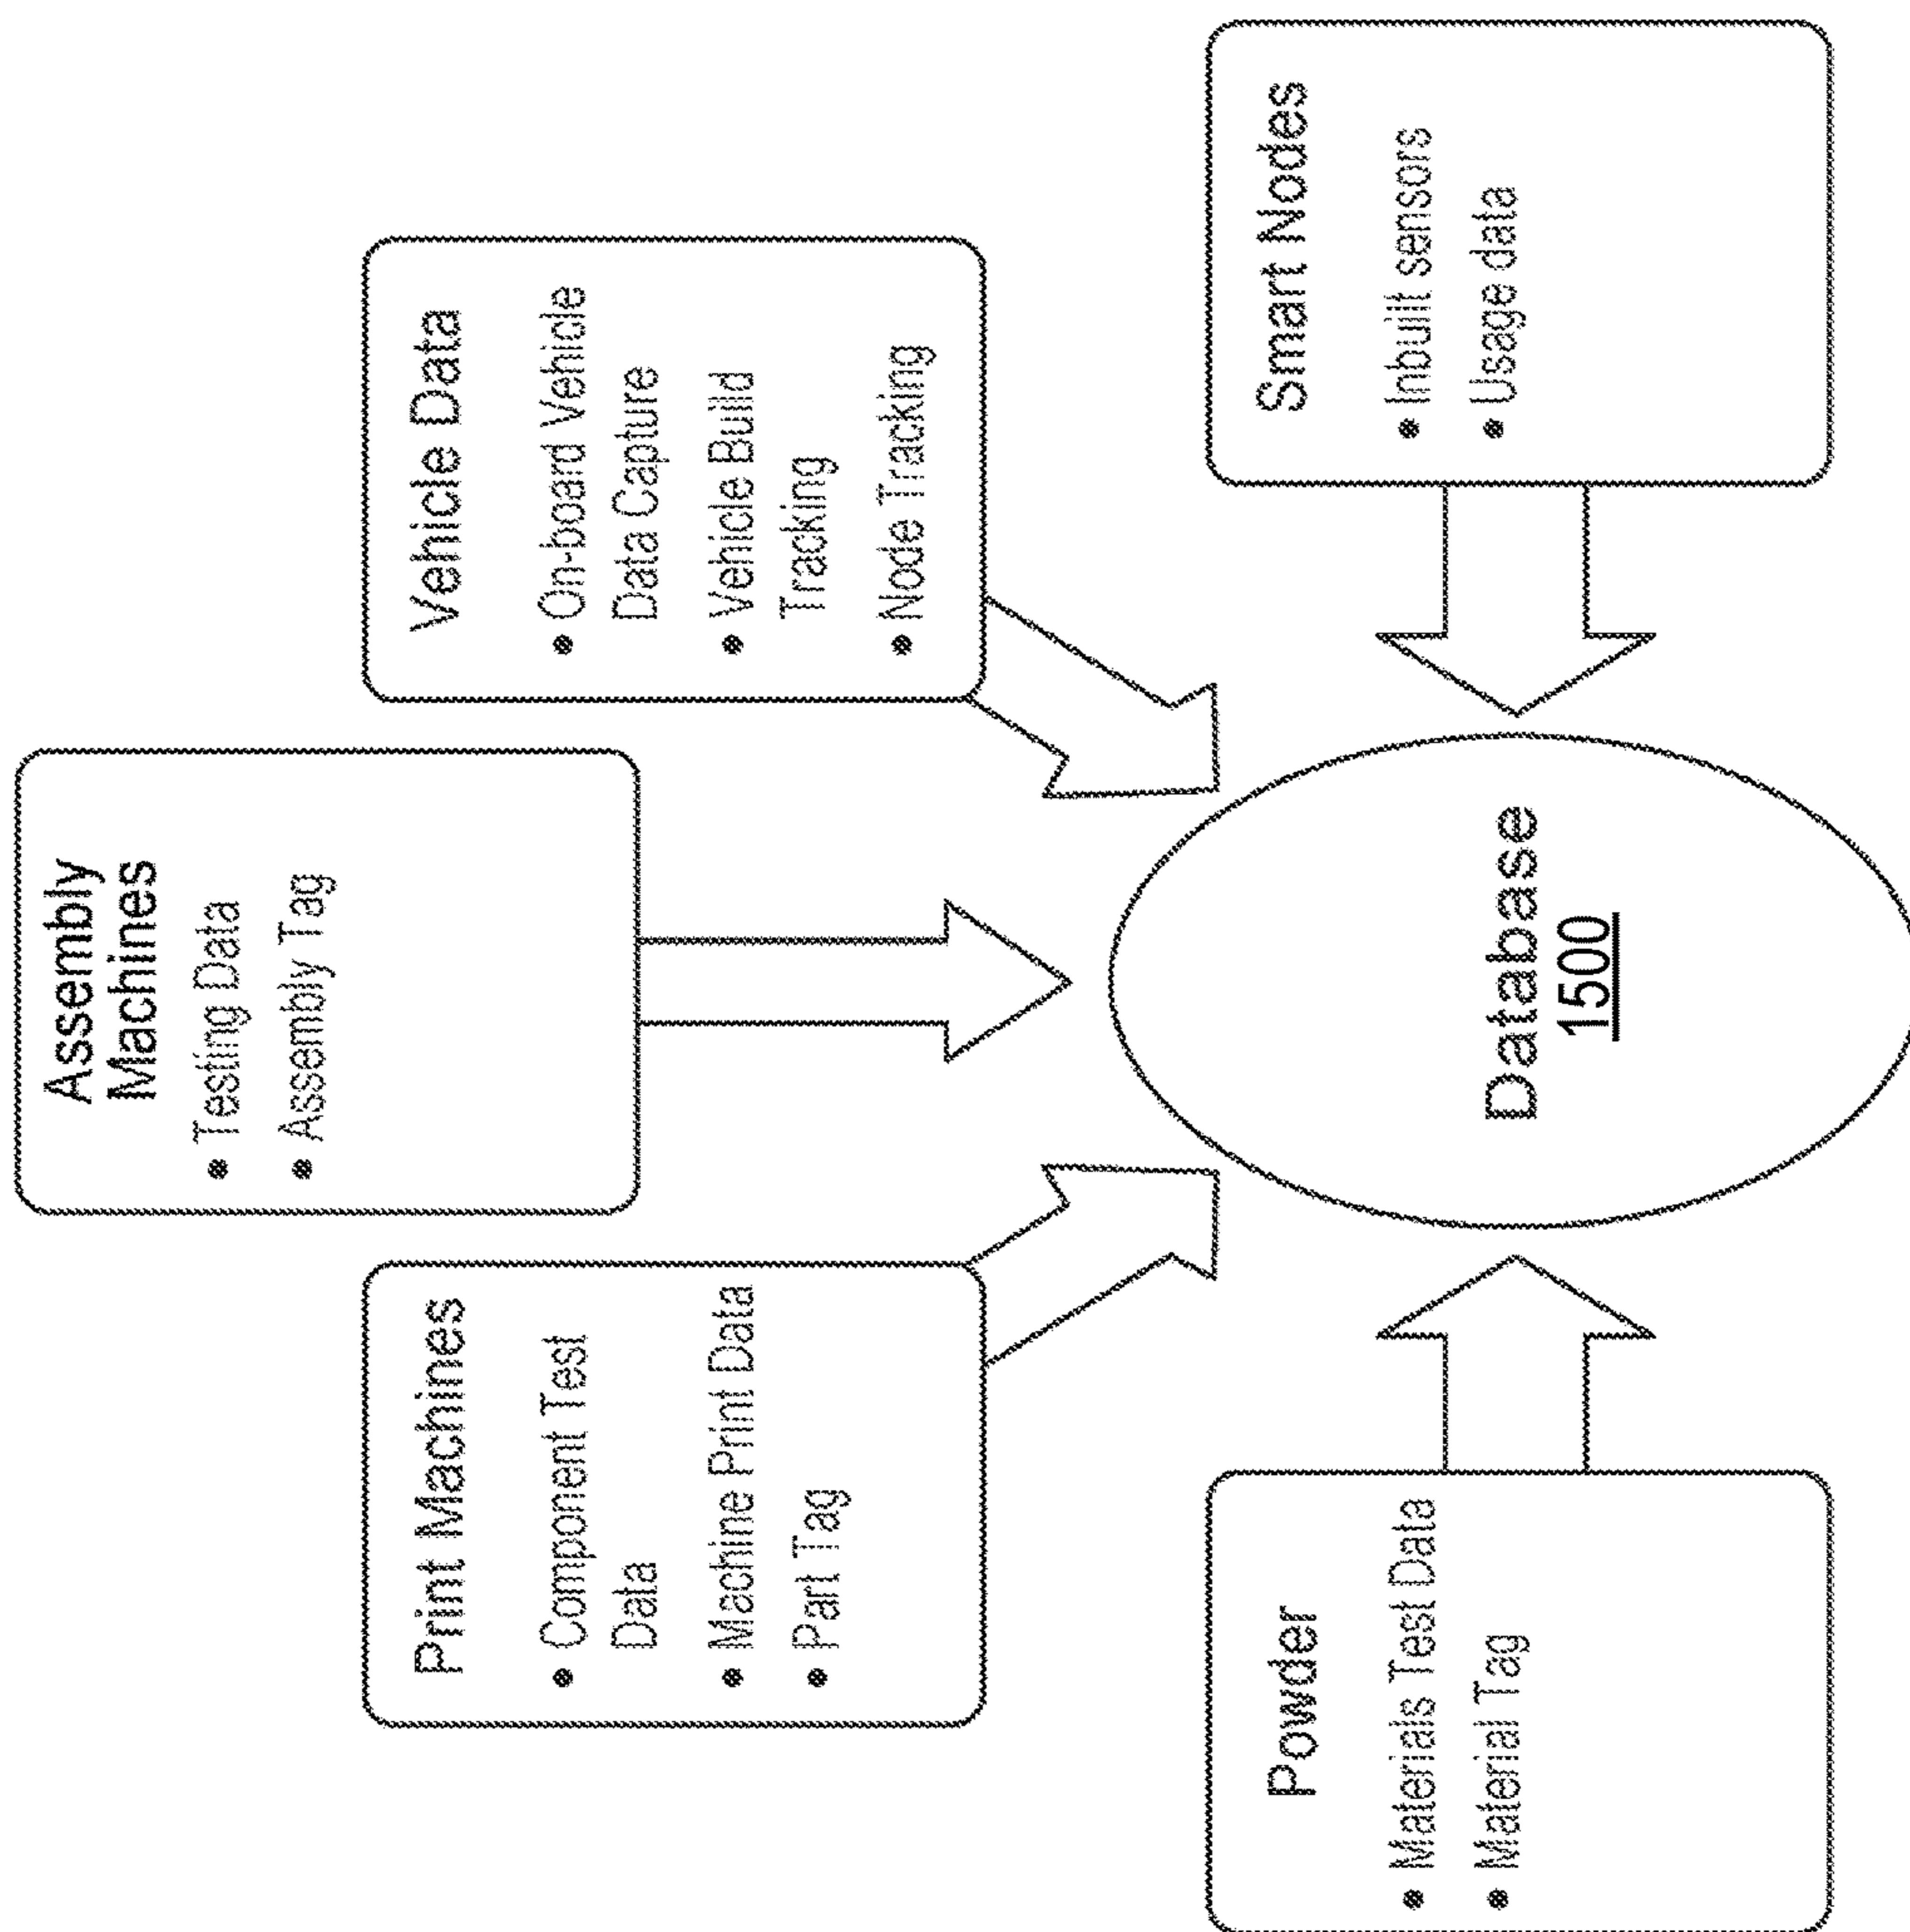 Assembly
Machines
• Testing Data
• Assembly Tag
Print Machines
• Component Test
Data
• Machine Print Data
• Part Tag
Vehicle Data
• On-board Vehicle
Data Capture
• Vehicle Build
Tracking
• Node Tracking
Powder
• Materials Test Data
• Material Tag
Database
1500
Smart Nodes
• Inbuilt sensors
• Usage data